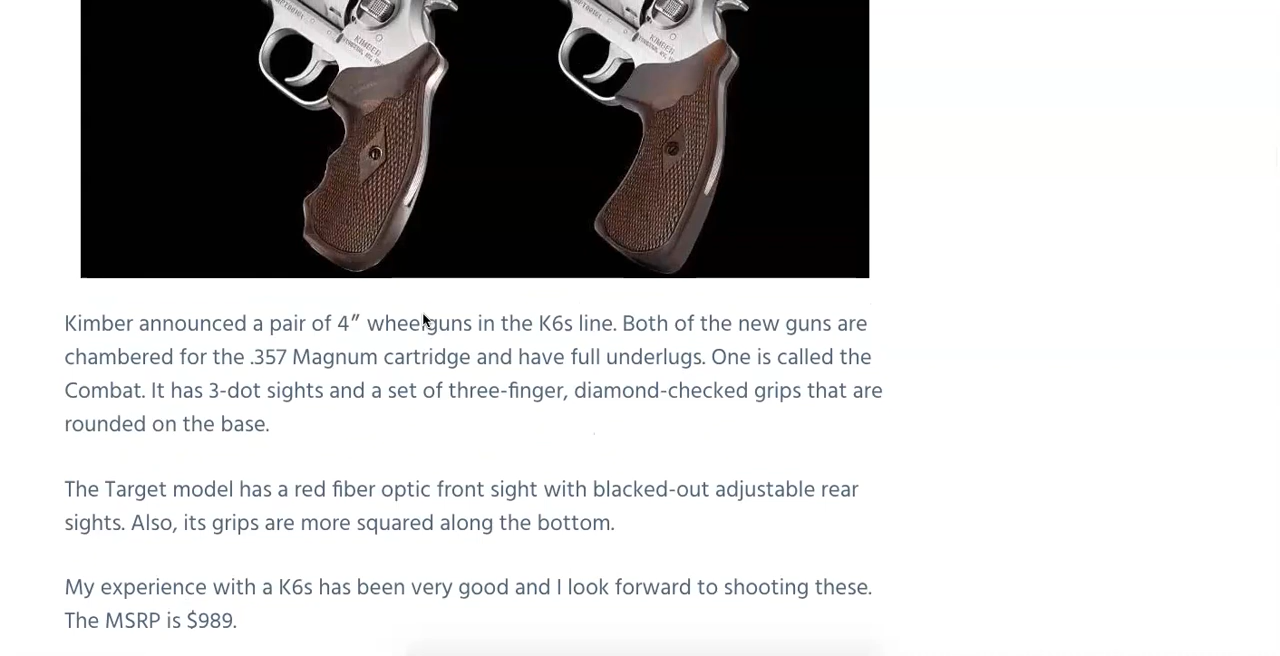 KIMBER
KIMBER
Kimber announced a pair of 4″ wheelguns in the K6s line. Both of the new guns are
chambered for the .357 Magnum cartridge and have full underlugs. One is called the
Combat. It has 3-dot sights and a set of three-finger, diamond-checked grips that are
rounded on the base.
The Target model has a red fiber optic front sight with blacked-out adjustable rear
sights. Also, its grips are more squared along the bottom.
My experience with a K6s has been very good and I look forward to shooting these.
The MSRP is $989.